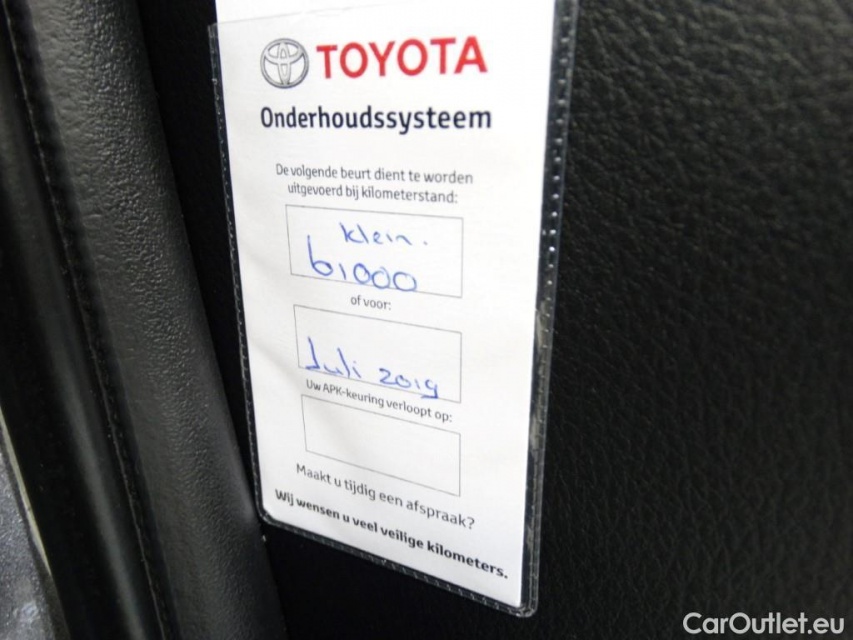 TOYOTA
Onderhoudssysteem
De volgende beurt dient te worden
uitgevoerd bij kilometerstand:
klein.
61000
of voor:
Juli 2019
Uw APK-keuring verloopt op:
Maakt u tijdig een afspraak?
Wij wensen u veel veilige kilometers.
CarOutlet.eu